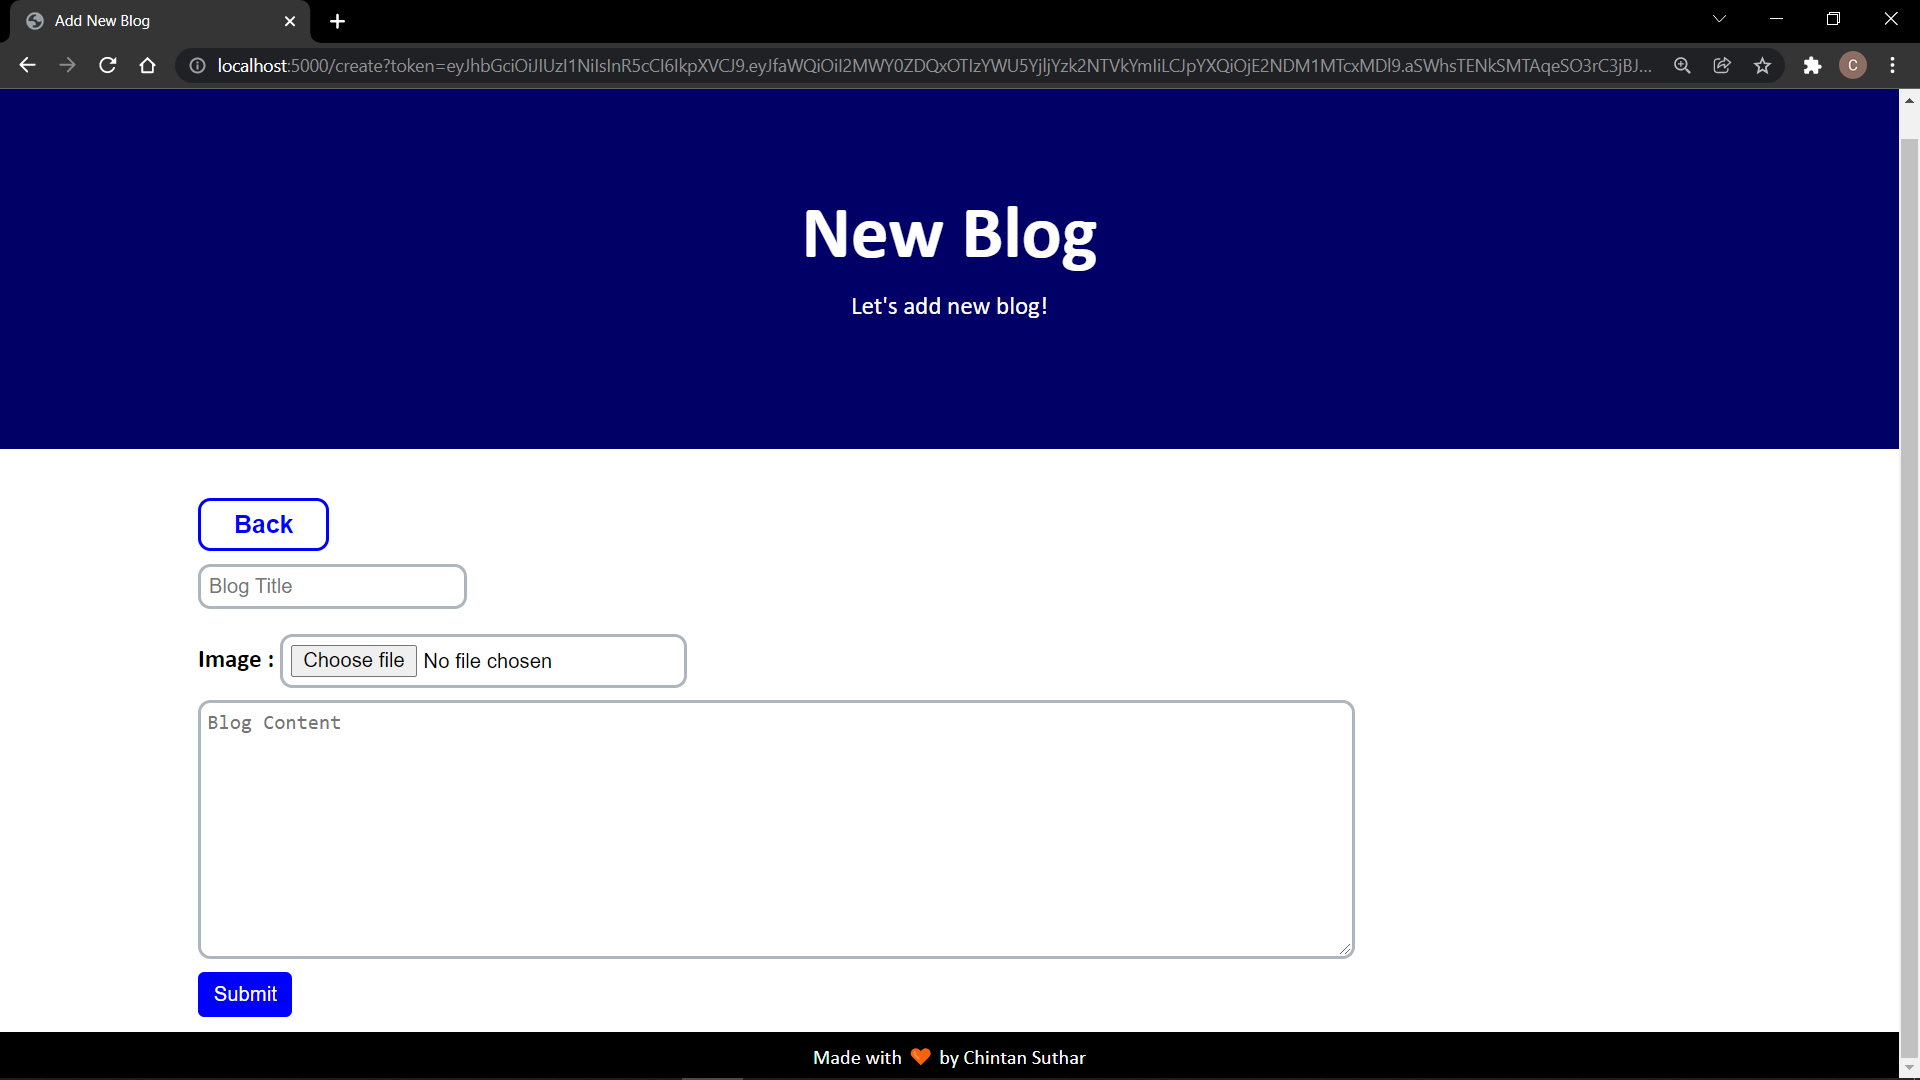 Add New Blog
localhost:5000/create?token=eyJhbGciOiJIUzI1NiIsInR5cCI6IkpXVCJ9.eyJfaWQiOiI2MWY0ZDQxOTIzYWU5YjljYzk2NTVkYmIiLCJpYXQiOjE2NDM1MTcxMDl9.aSWhsTENkSMTAqeSO3rC3jBJ...
C
New Blog
Let's add new blog!
Back
Blog Title
Image : Choose file No file chosen
Blog Content
Submit
Made with 🧡 by Chintan Suthar